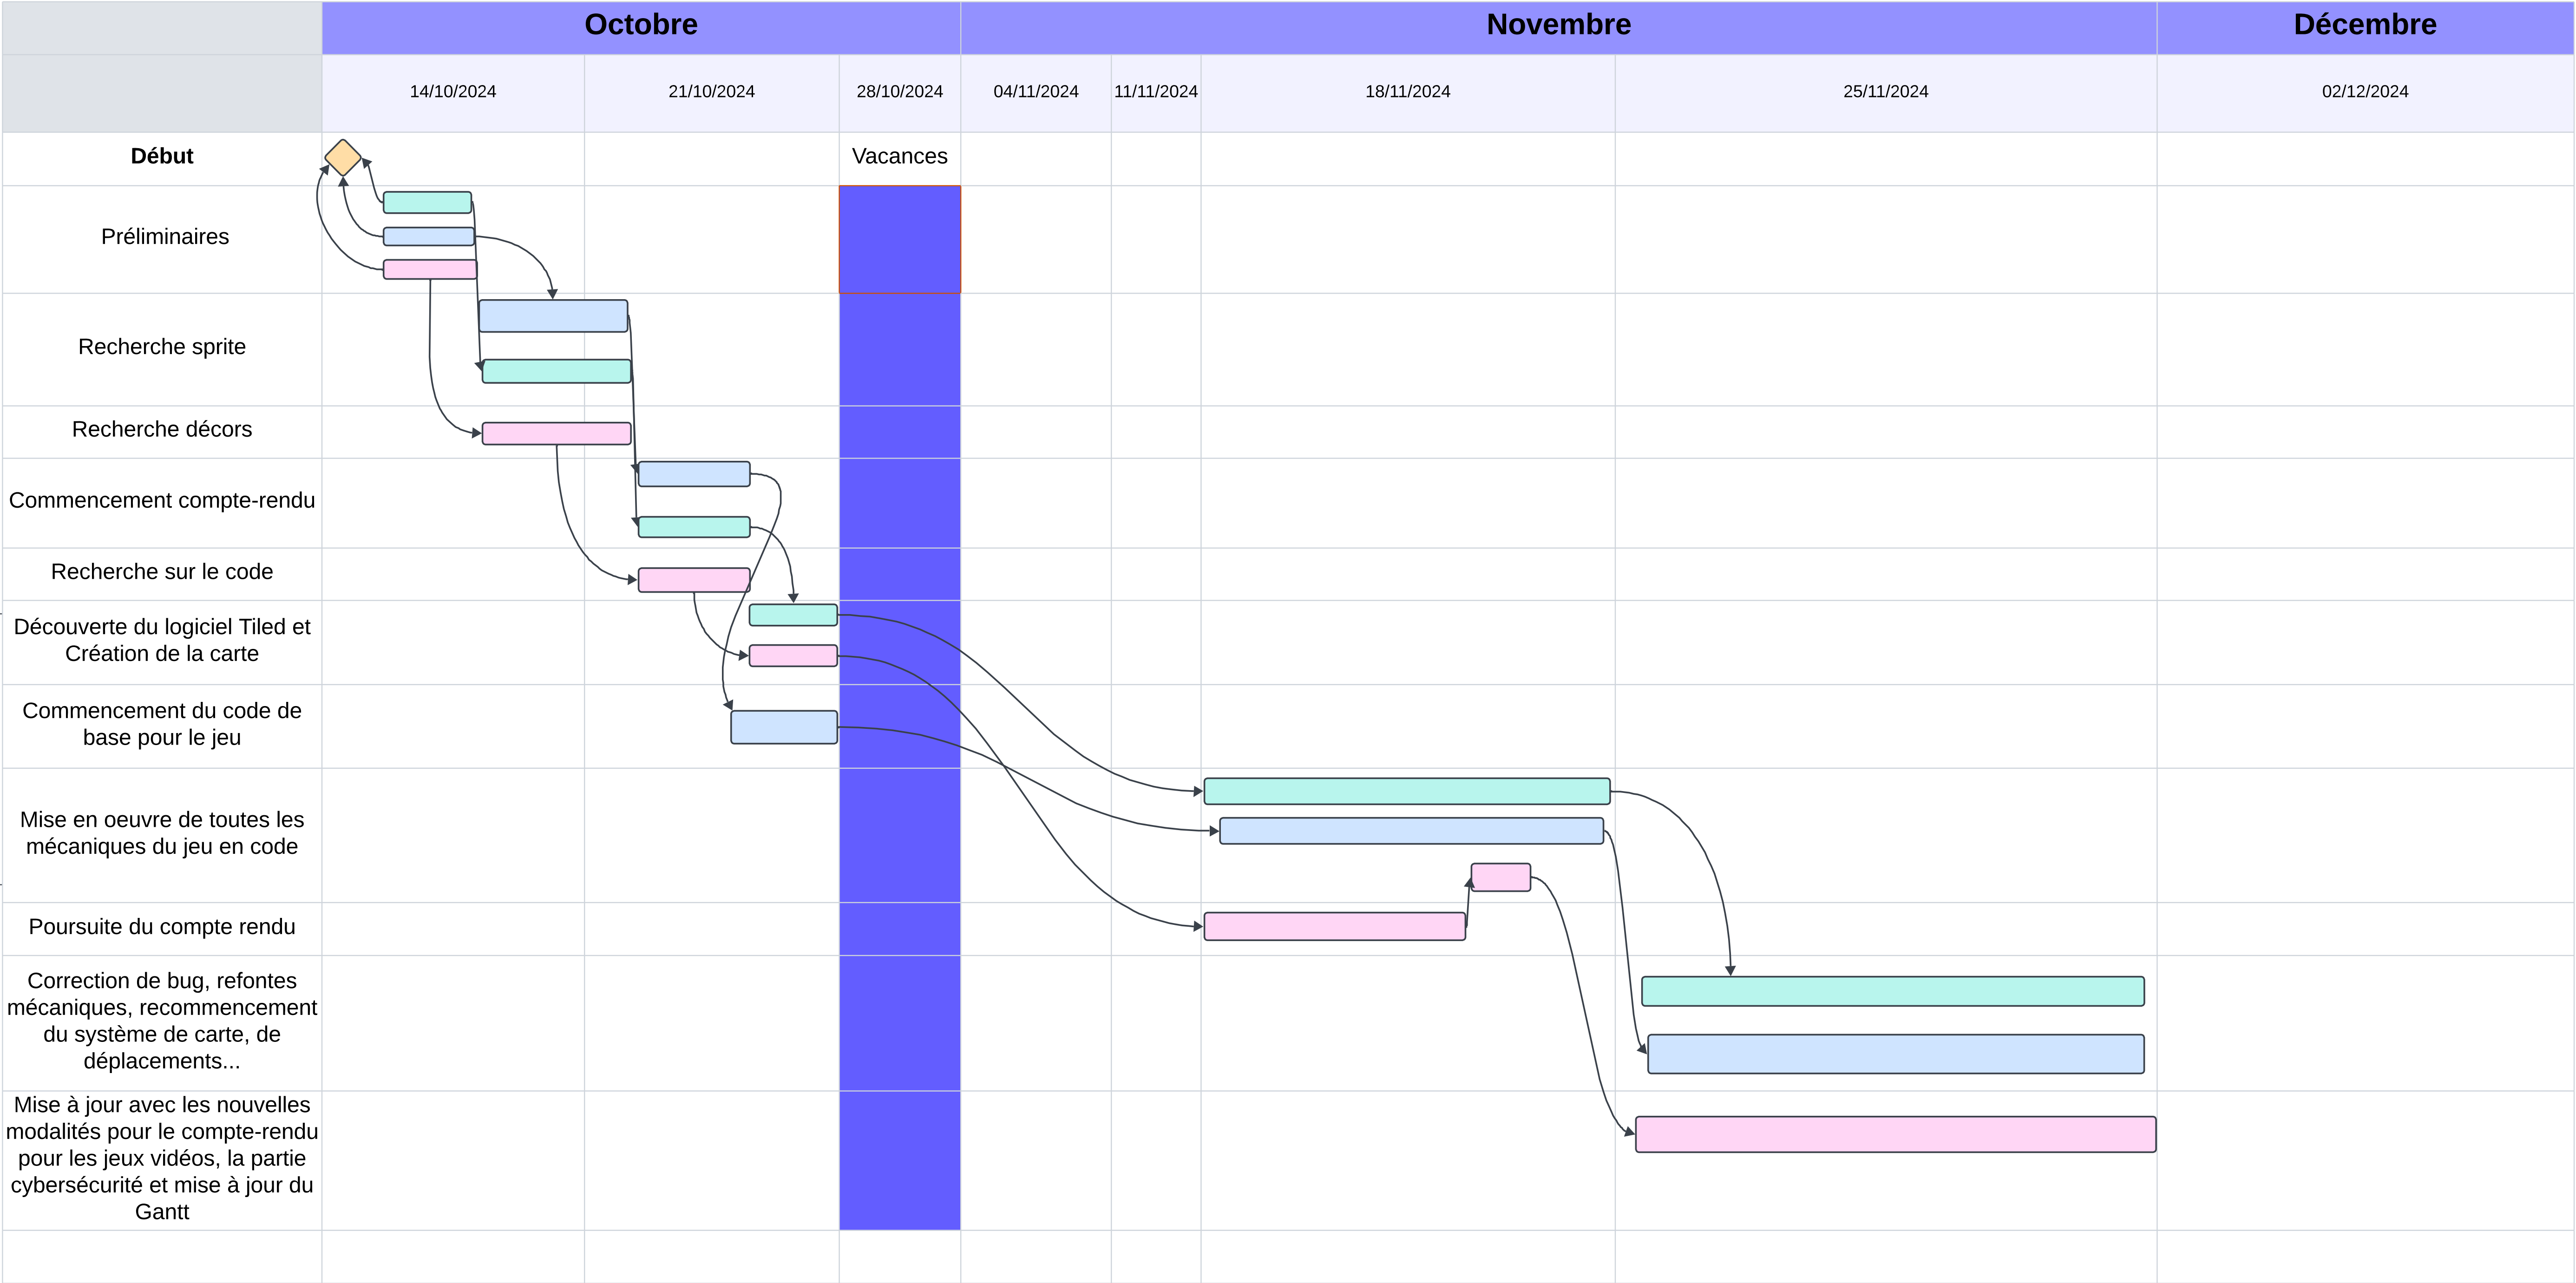 Octobre
Novembre
Décembre
14/10/2024
21/10/2024
28/10/2024
04/11/2024
11/11/2024
18/11/2024
25/11/2024
02/12/2024
Début
Vacances
Préliminaires
Recherche sprite
Recherche décors
Commencement compte-rendu
Recherche sur le code
Découverte du logiciel Tiled et
Création de la carte
Commencement du code de
base pour le jeu
Mise en oeuvre de toutes les
mécaniques du jeu en code
Poursuite du compte rendu
Correction de bug, refontes
mécaniques, recommencement
du système de carte, de
déplacements...
Mise à jour avec les nouvelles
modalités pour le compte-rendu
pour les jeux vidéos, la partie
cybersécurité et mise à jour du
Gantt